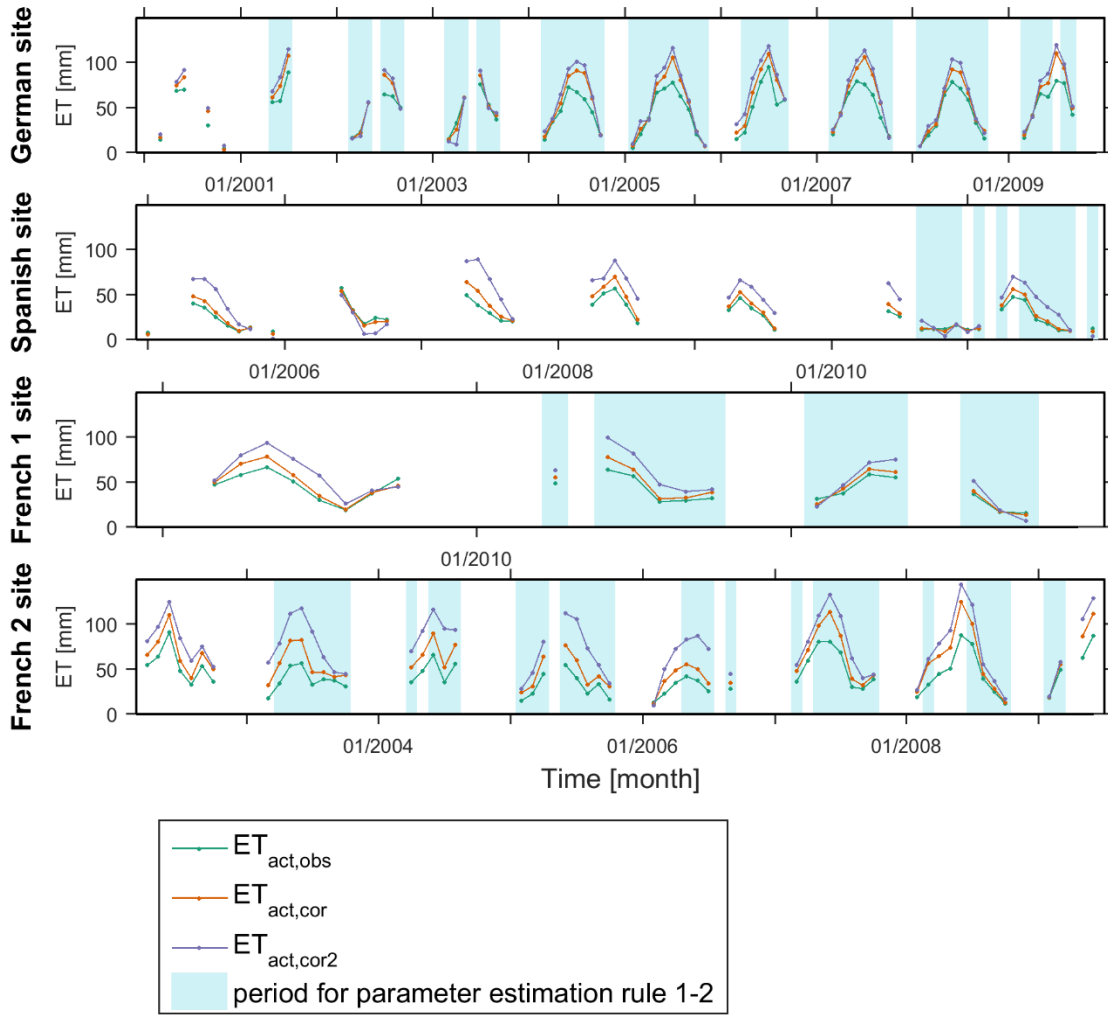 German site
ET [mm]
100
50
0
01/2001 01/2003 01/2005 01/2007 01/2009
Spanish site
ET [mm]
100
50
0
01/2006 01/2008 01/2010
French 1 site
ET [mm]
100
50
0
01/2010
French 2 site
ET [mm]
100
50
0
01/2004 01/2006 01/2008
Time [month]
ET act,obs
ET act,cor
ET act,cor2
period for parameter estimation rule 1-2